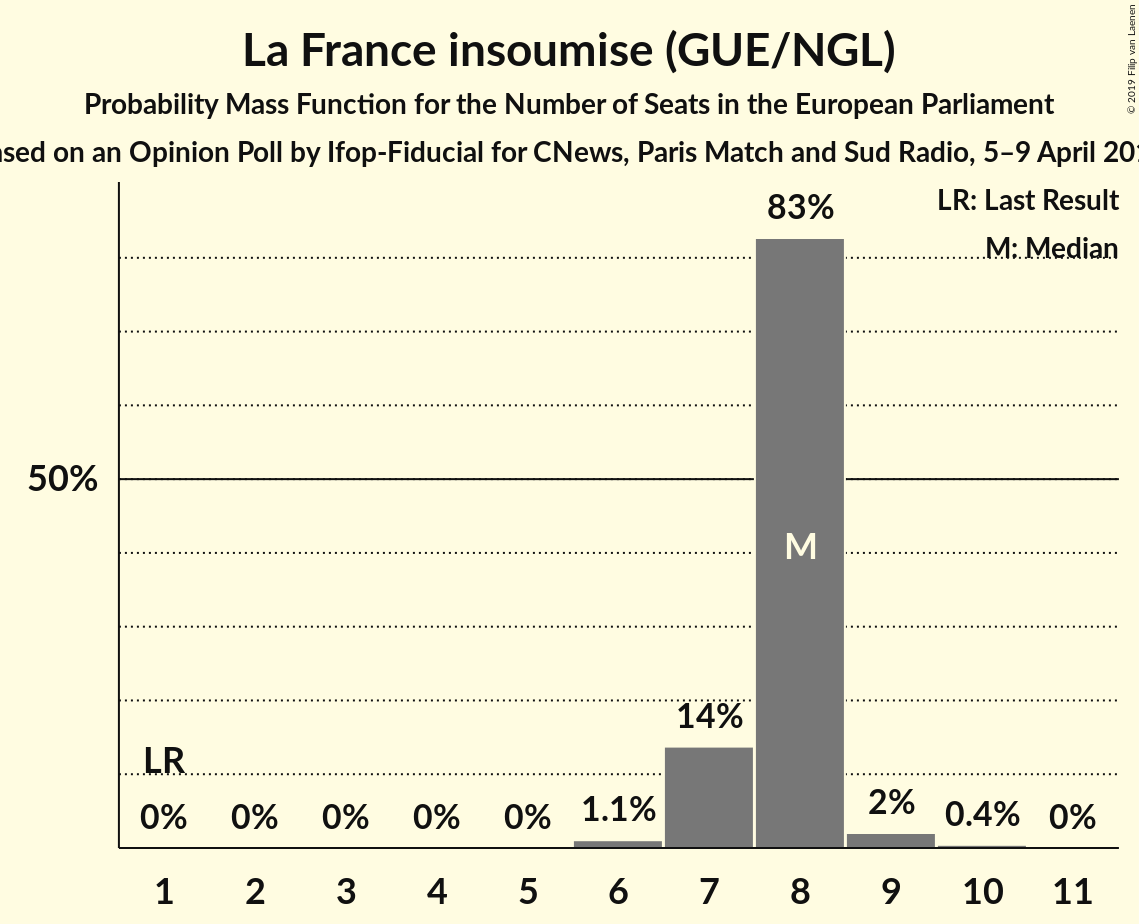 La France insoumise (GUE/NGL)
Probability Mass Function for the Number of Seats in the European Parliament
on an Opinion Poll by Ifop-Fiducial for CNews, Paris Match and Sud Radio, 5–9 April
© 2019 Filip van Laenen
LR: Last Result
M: Median
83%
50%
M
14%
LR
0% 0% 0% 0% 0% 1.1% 2% 0.4% 0%
1 2 3 4 5 6 7 8 9 10 11